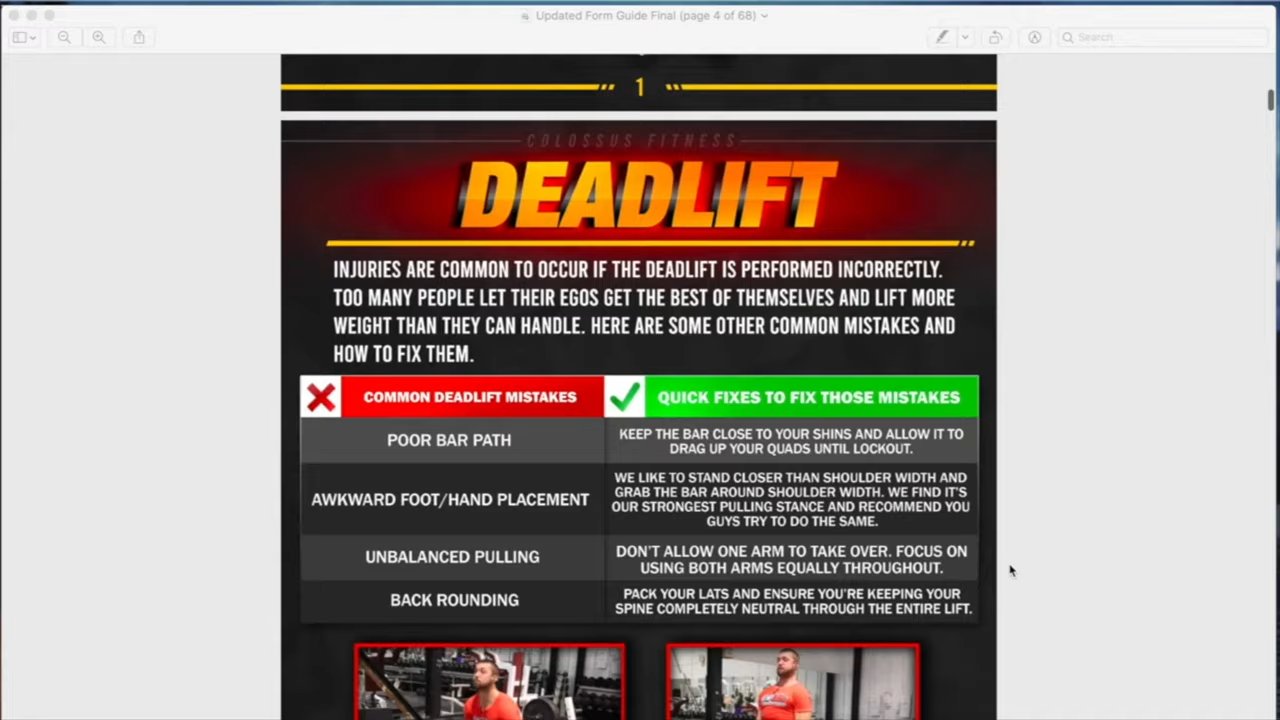 Updated Form Guide Final (page 4 of 68)
Search
1
COLOSSUS FITNESS
DEADLIFT
INJURIES ARE COMMON TO OCCUR IF THE DEADLIFT IS PERFORMED INCORRECTLY.
TOO MANY PEOPLE LET THEIR EGOS GET THE BEST OF THEMSELVES AND LIFT MORE
WEIGHT THAN THEY CAN HANDLE. HERE ARE SOME OTHER COMMON MISTAKES AND
HOW TO FIX THEM.
COMMON DEADLIFT MISTAKES
QUICK FIXES TO FIX THOSE MISTAKES
POOR BAR PATH
KEEP THE BAR CLOSE TO YOUR SHINS AND ALLOW IT TO
DRAG UP YOUR QUADS UNTIL LOCKOUT.
AWKWARD FOOT/HAND PLACEMENT
WE LIKE TO STAND CLOSER THAN SHOULDER WIDTH AND
GRAB THE BAR AROUND SHOULDER WIDTH. WE FIND IT'S
OUR STRONGEST PULLING STANCE AND RECOMMEND YOU
GUYS TRY TO DO THE SAME.
UNBALANCED PULLING
DON'T ALLOW ONE ARM TO TAKE OVER. FOCUS ON
USING BOTH ARMS EQUALLY THROUGHOUT.
BACK ROUNDING
PACK YOUR LATS AND ENSURE YOU'RE KEEPING YOUR
SPINE COMPLETELY NEUTRAL THROUGH THE ENTIRE LIFT.